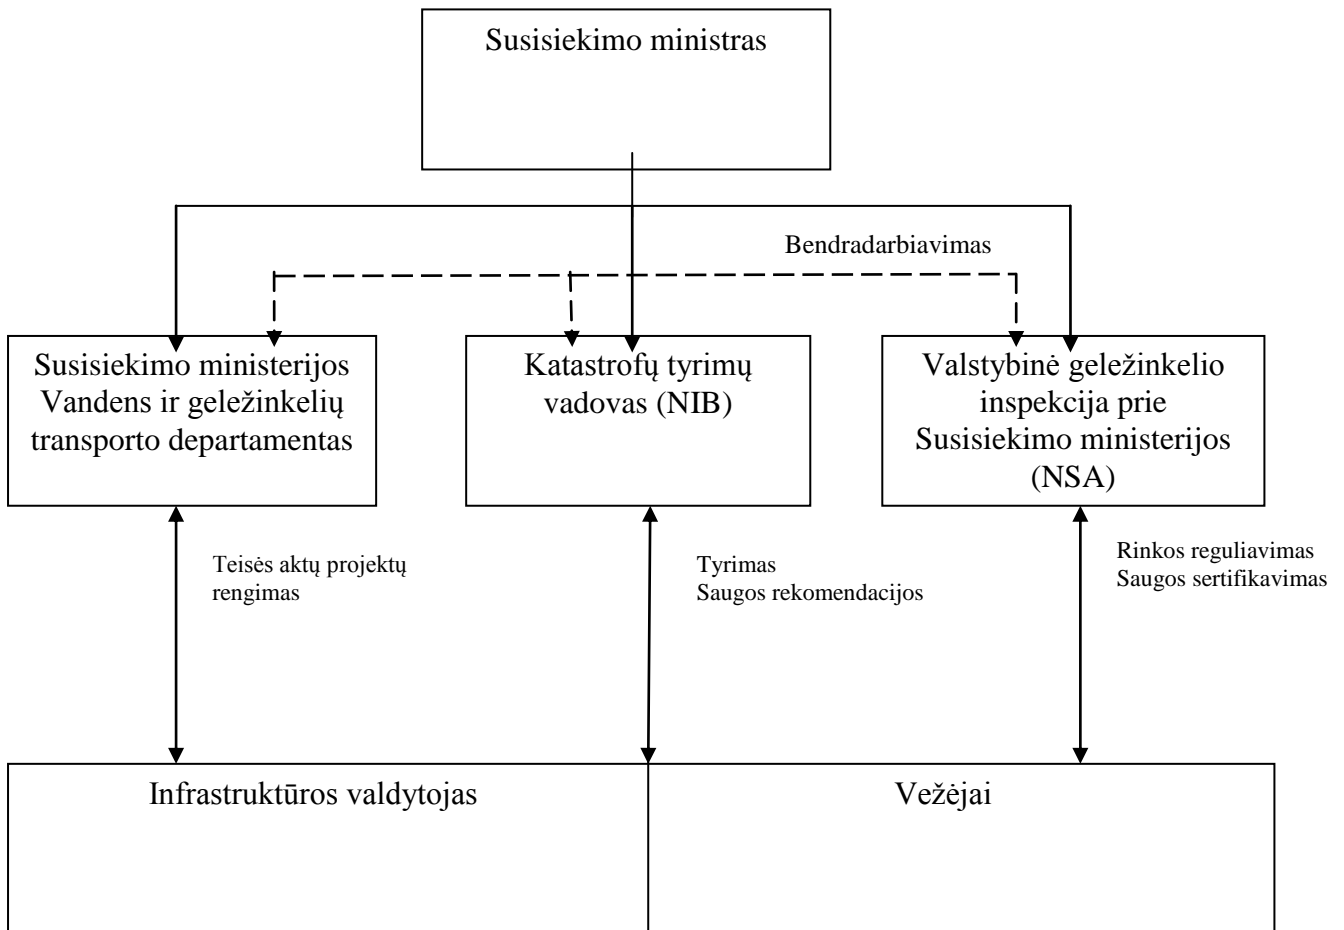 Susisiekimo ministras
Bendradarbiavimas
Susisiekimo ministerijos
Vandens ir geležinkelių
transporto departamentas
Katastrofų tyrimų
vadovas (NIB)
Valstybinė geležinkelio
inspekcija prie
Susisiekimo ministerijos
(NSA)
Teisės aktų projektų
rengimas
Tyrimas
Saugos rekomendacijos
Rinkos reguliavimas
Saugos sertifikavimas
Infrastruktūros valdytojas
Vežėjai